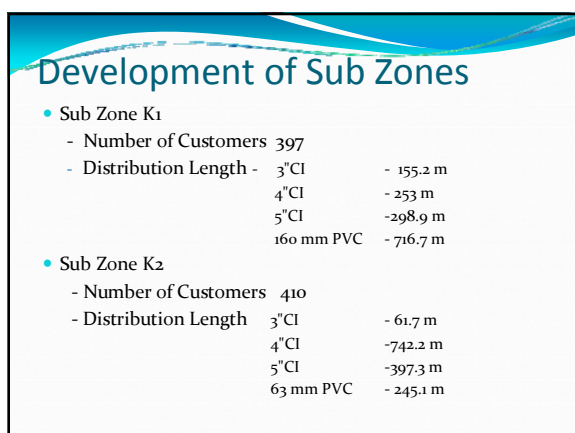 Development of Sub Zones
• Sub Zone K1
- Number of Customers 397
- Distribution Length - 3"CI - 155.2 m
4"CI - 253 m
5"CI -298.9 m
160 mm PVC - 716.7 m
• Sub Zone K2
- Number of Customers 410
- Distribution Length 3"CI - 61.7 m
4"CI -742.2 m
5"CI -397.3 m
63 mm PVC - 245.1 m